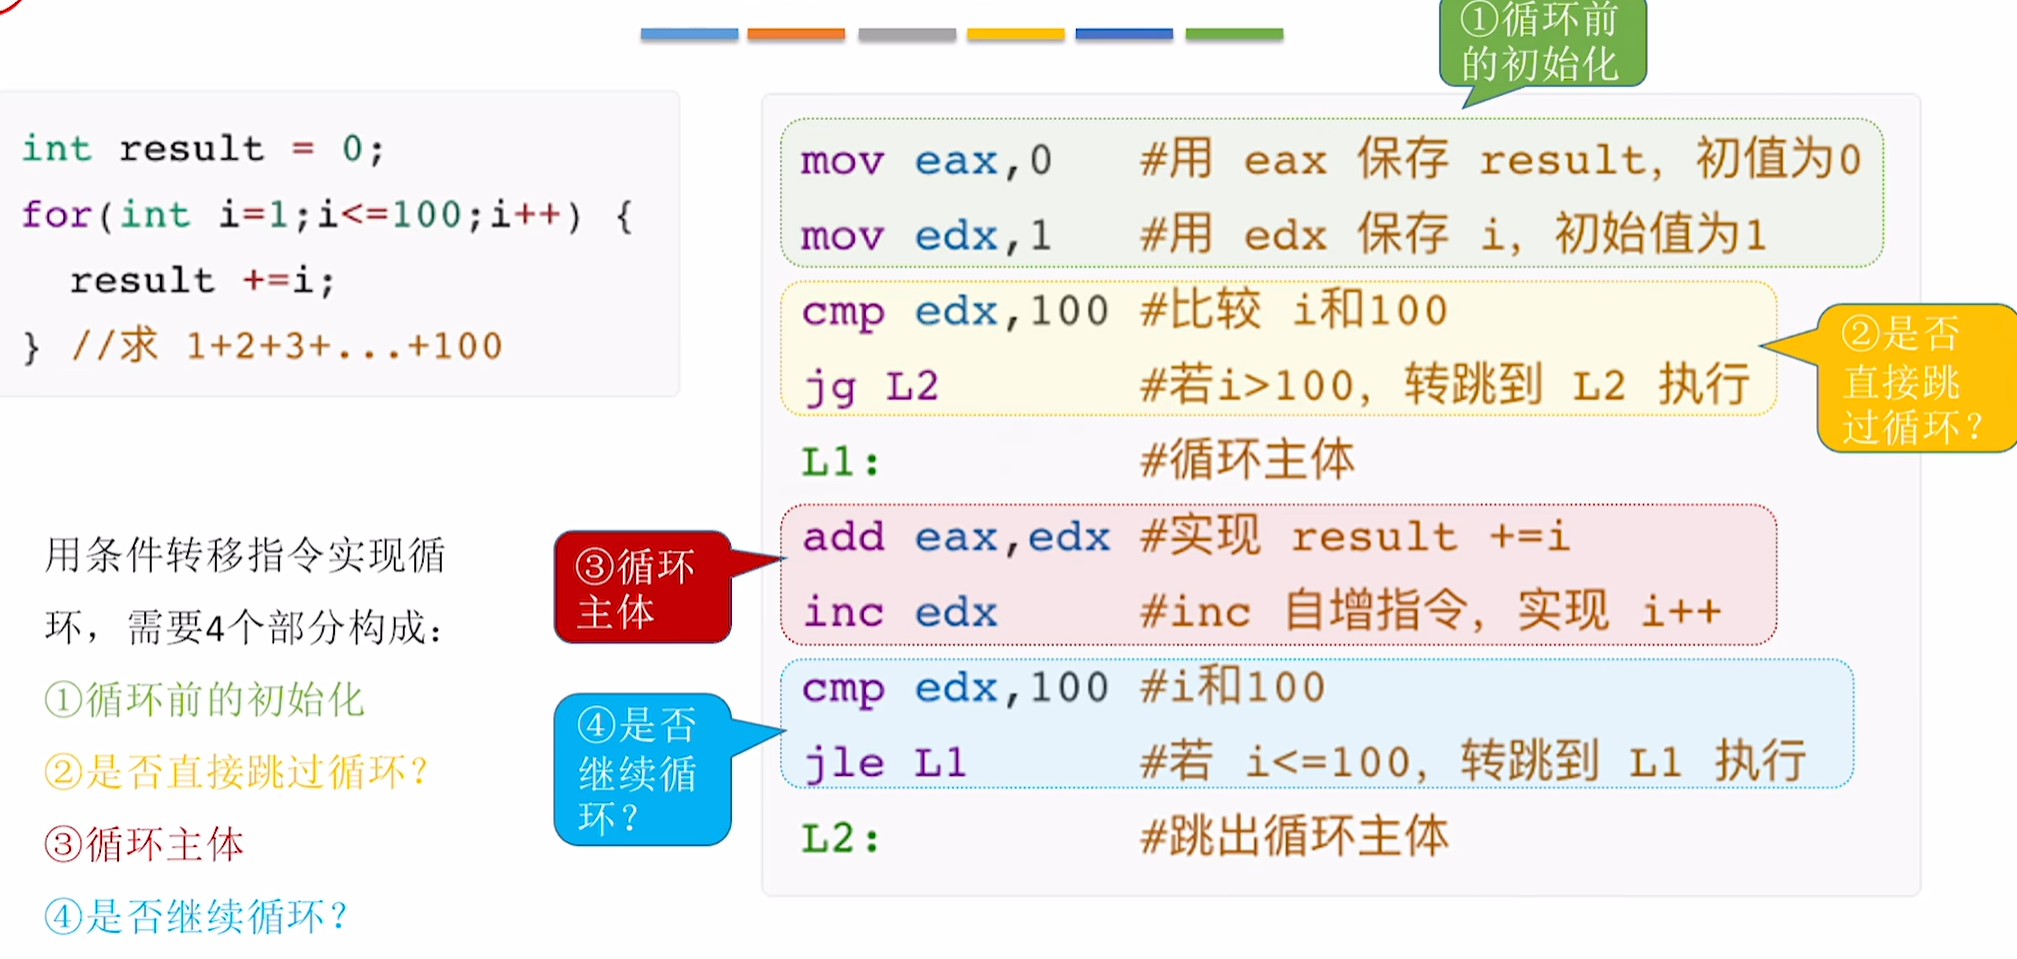 ①循环前
的初始化
int result = 0;
for(int i=1;i<=100;i++) {
result +=i;
} //求 1+2+3+...+100
mov eax,0 #用 eax 保存 result, 初值为0
mov edx,1 #用 edx 保存 i, 初始值为1
cmp edx,100 #比较 i和100
jg L2 #若i>100, 转跳到 L2 执行
②是否
直接跳
过循环?
L1: #循环主体
add eax,edx #实现 result +=i
inc edx #inc 自增指令, 实现 i++
③循环
主体
cmp edx,100 #i和100
jle L1 #若 i<=100, 转跳到 L1 执行
④是否
继续循
环?
L2: #跳出循环主体
用条件转移指令实现循
环，需要4个部分构成：
①循环前的初始化
②是否直接跳过循环?
③循环主体
④是否继续循环?